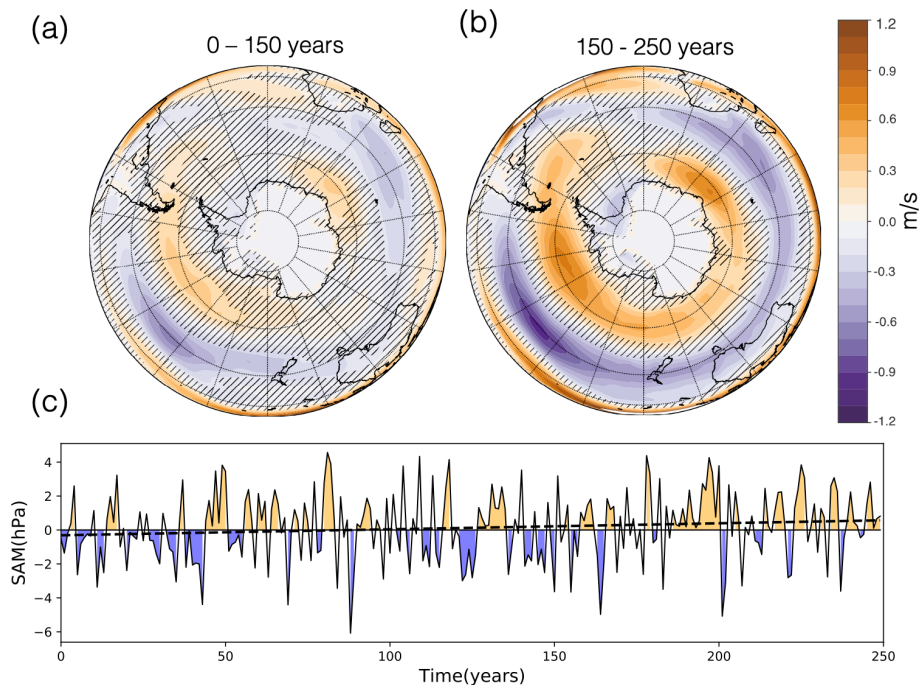 (a)
0 – 150 years
(b)
150 - 250 years
1.2
0.9
0.6
0.3
0.0
-0.3
-0.6
-0.9
-1.2
m/s
(c)
SAM(hPa)
4
2
0
−2
−4
−6
0 50 100 150 200 250
Time(years)